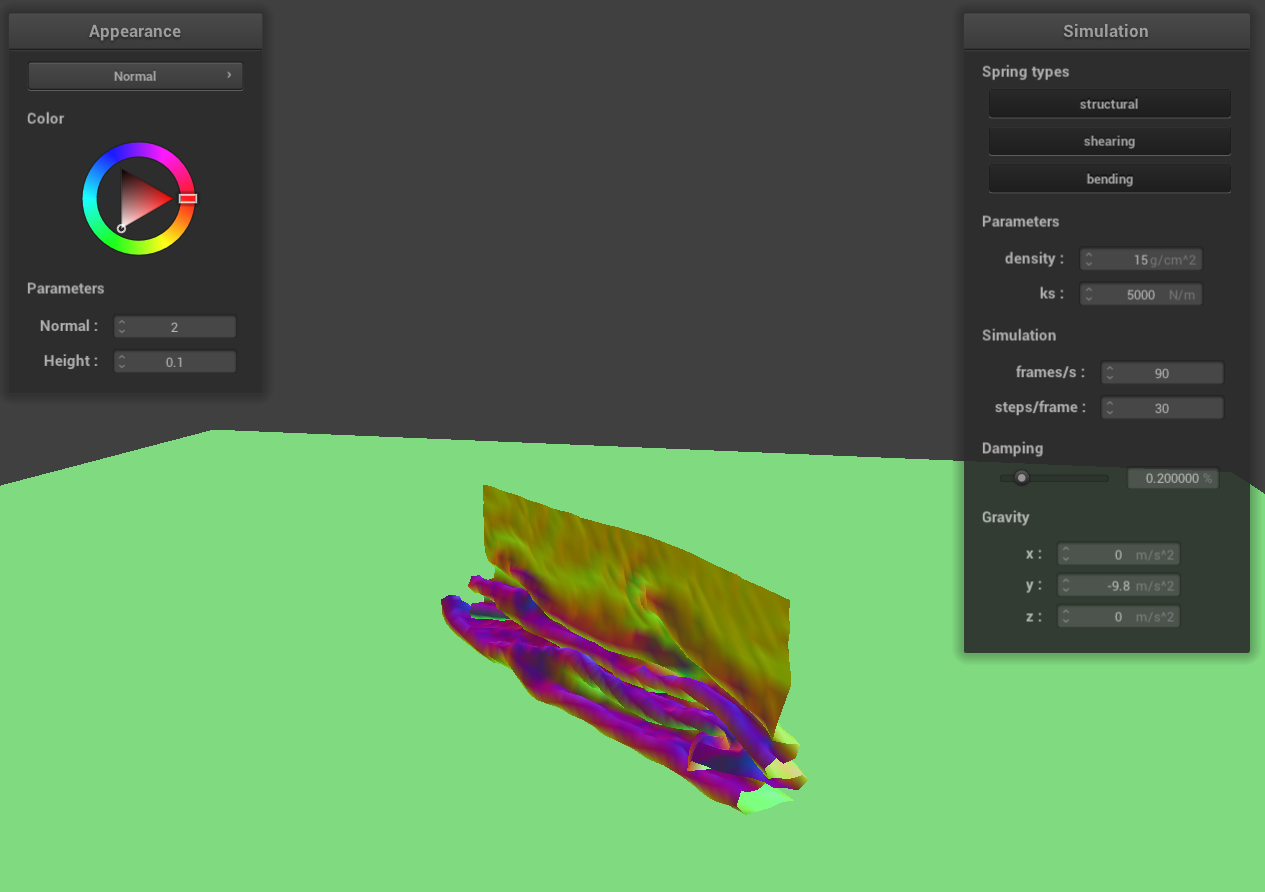 Appearance
Normal
Color
Parameters
Normal : 2
Height : 0.1
Simulation
Spring types
structural
shearing
bending
Parameters
density : 15 g/cm^2
ks : 5000 N/m
Simulation
frames/s : 90
steps/frame : 30
Damping
0.200000 %
Gravity
x : 0 m/s^2
y : -9.8 m/s^2
z : 0 m/s^2